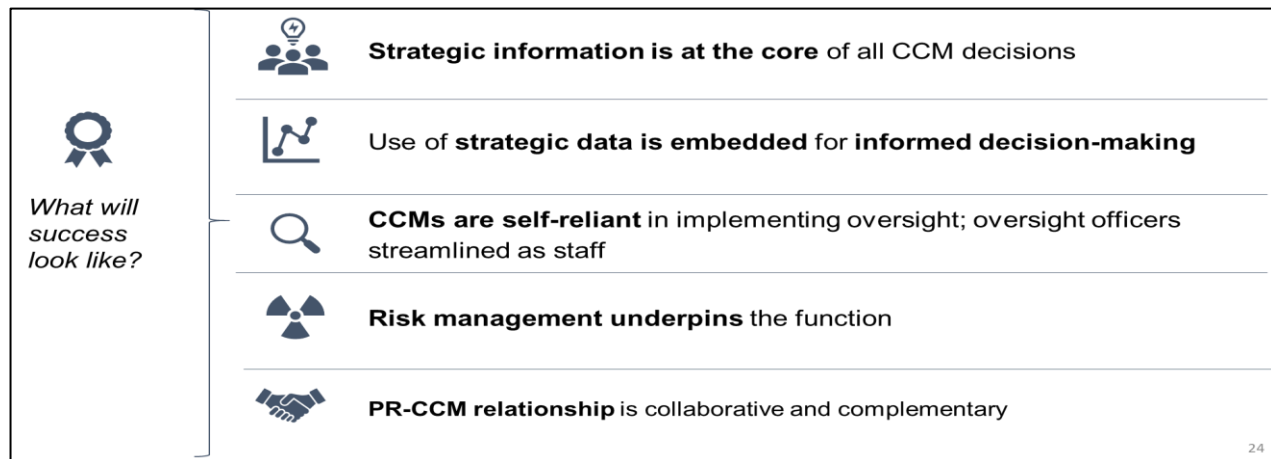 What will
success
look like?
Strategic information is at the core of all CCM decisions
Use of strategic data is embedded for informed decision-making
CCMs are self-reliant in implementing oversight; oversight officers
streamlined as staff
Risk management underpins the function
PR-CCM relationship is collaborative and complementary
24